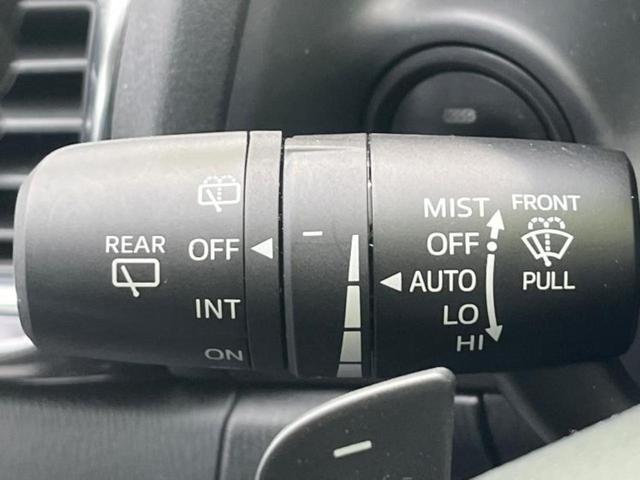 REAR
OFF
INT
ON
MIST
OFF
AUTO
LO
HI
FRONT
PULL